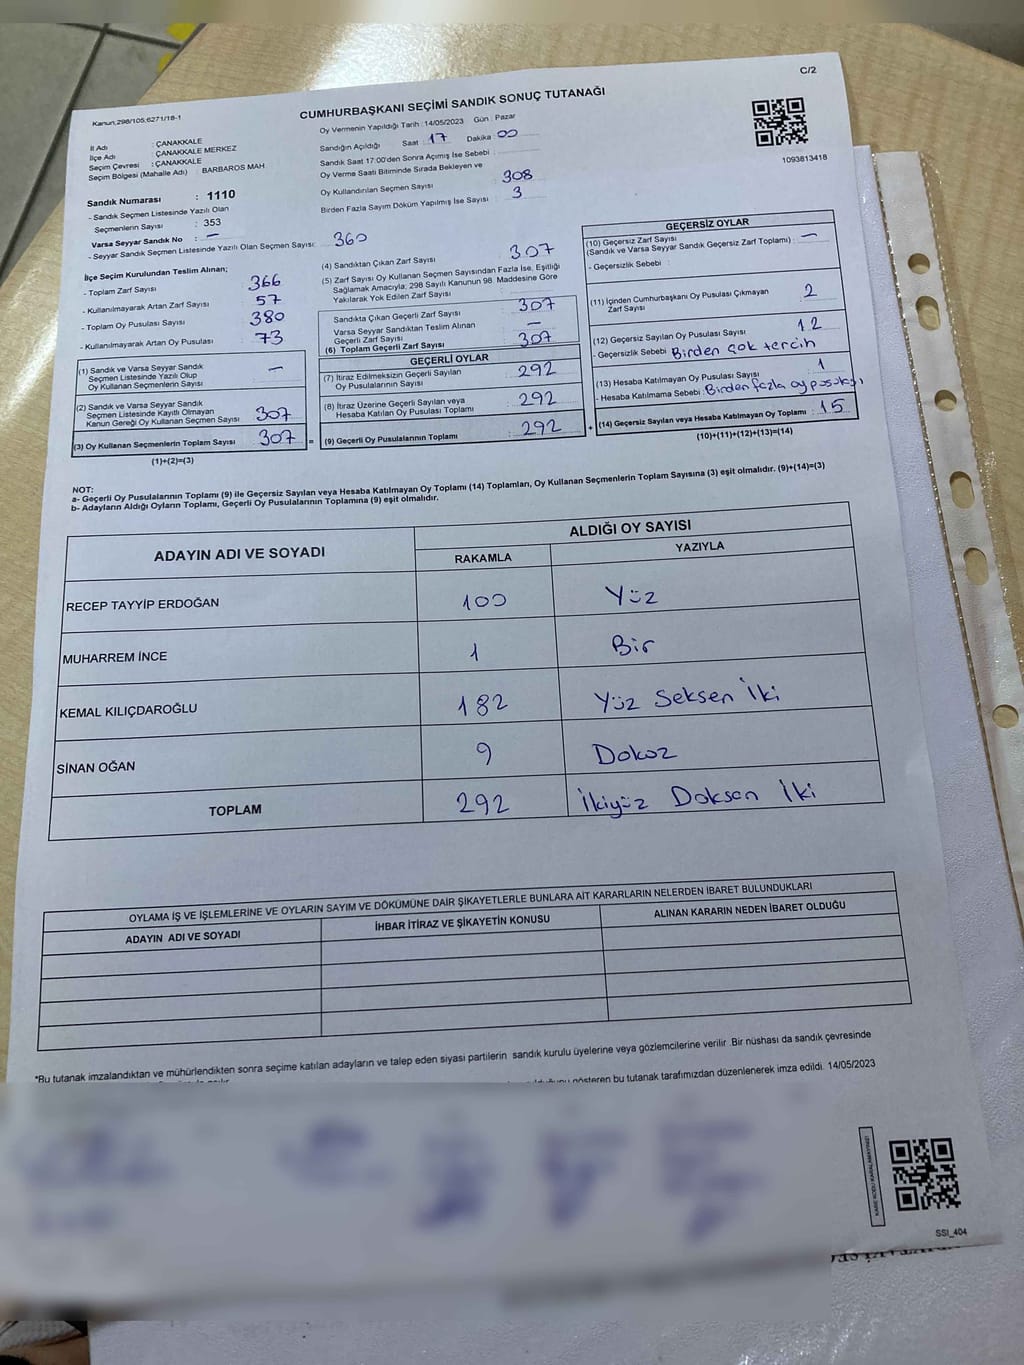 C/2
Kanun,298/105,6271/18-1
CUMHURBAŞKANI SEÇİMİ SANDIK SONUÇ TUTANAĞI
İl Adı : ÇANAKKALE
İlçe Adı : ÇANAKKALE MERKEZ
Seçim Çevresi : ÇANAKKALE
Seçim Bölgesi (Mahalle Adı) : BARBAROS MAH
Sandık Numarası : 1110
- Sandık Seçmen Listesinde Yazılı Olan
Seçmenlerin Sayısı : 353
Varsa Seyyar Sandık No : -
- Seyyar Sandık Seçmen Listesinde Yazılı Olan Seçmen Sayısı: 360
Oy Vermenin Yapıldığı Tarih : 14/05/2023 Gün : Pazar
Sandığın Açıldığı Saat 17 Dakika 00
Sandık Saat 17:00'den Sonra Açımış İse Sebebi :
Oy Verme Saati Bitiminde Sırada Bekleyen ve
Oy Kullandırılan Seçmen Sayısı 308
Birden Fazla Sayım Döküm Yapılmış İse Sayısı : 3
1093813418
İlçe Seçim Kurulundan Teslim Alınan;
- Toplam Zarf Sayısı 366
- Kullanılmayarak Artan Zarf Sayısı 57
- Toplam Oy Pusulası Sayısı 380
- Kullanılmayarak Artan Oy Pusulası : 73
(1) Sandık ve Varsa Seyyar Sandık
Seçmen Listesinde Yazılı Olup
Oy Kullanan Seçmenlerin Sayısı -
(2) Sandık ve Varsa Seyyar Sandık
Seçmen Listesinde Kayıtlı Olmayan
Kanun Gereği Oy Kullanan Seçmen Sayısı 307
(3) Oy Kullanan Seçmenlerin Toplam Sayısı 307 =
(1)+(2)=(3)
(4) Sandıktan Çıkan Zarf Sayısı 307
(5) Zarf Sayısı Oy Kullanan Seçmen Sayısından Fazla İse, Eşitliği
Sağlamak Amacıyla; 298 Sayılı Kanunun 98. Maddesine Göre
Yakılarak Yok Edilen Zarf Sayısı :
Sandıkta Çıkan Geçerli Zarf Sayısı 307
Varsa Seyyar Sandıktan Teslim Alınan
Geçerli Zarf Sayısı -
(6) Toplam Geçerli Zarf Sayısı 307
GEÇERLİ OYLAR
(7) İtiraz Edilmeksizin Geçerli Sayılan
Oy Pusulalarının Sayısı 292
(8) İtiraz Üzerine Geçerli Sayılan veya
Hesaba Katılan Oy Pusulası Toplamı 292
(9) Geçerli Oy Pusulalarının Toplamı 292 +
GEÇERSİZ OYLAR
(10) Geçersiz Zarf Sayısı
(Sandık ve Varsa Seyyar Sandık Geçersiz Zarf Toplamı) : -
- Geçersizlik Sebebi :
(11) İçinden Cumhurbaşkanı Oy Pusulası Çıkmayan
Zarf Sayısı 2
(12) Geçersiz Sayılan Oy Pusulası Sayısı 12
- Geçersizlik Sebebi Birden çok tercih
(13) Hesaba Katılmayan Oy Pusulası Sayısı 1
- Hesaba Katılmama Sebebi : Birden fazla oy pusulası
(14) Geçersiz Sayılan veya Hesaba Katılmayan Oy Toplamı : 15
(10)+(11)+(12)+(13)=(14)
NOT:
a- Geçerli Oy Pusulalarının Toplamı (9) ile Geçersiz Sayılan veya Hesaba Katılmayan Oy Toplamı (14) Toplamları, Oy Kullanan Seçmenlerin Toplam Sayısına (3) eşit olmalıdır. (9)+(14)=(3)
b- Adayların Aldığı Oyların Toplamı, Geçerli Oy Pusulalarının Toplamına (9) eşit olmalıdır.
ADAYIN ADI VE SOYADI ALDIĞI OY SAYISI
RAKAMLA YAZIYLA
RECEP TAYYİP ERDOĞAN 100 Yüz
MUHARREM İNCE 1 Bir
KEMAL KILIÇDAROĞLU 182 Yüz Seksen İki
SİNAN OĞAN 9 Dokuz
TOPLAM 292 İkiyüz Doksan İki
OYLAMA İŞ VE İŞLEMLERİNE VE OYLARIN SAYIM VE DÖKÜMÜNE DAİR ŞİKAYETLERLE BUNLARA AİT KARARLARIN NELERDEN İBARET BULUNDUKLARI
ADAYIN ADI VE SOYADI İHBAR İTİRAZ VE ŞİKAYETİN KONUSU ALINAN KARARIN NEDEN İBARET OLDUĞU
*Bu tutanak imzalandıktan ve mühürlendikten sonra seçime katılan adayların ve talep eden siyasi partilerin sandık kurulu üyelerine veya gözlemcilerine verilir .Bir nüshası da sandık çevresinde
gösteren bu tutanak tarafımızdan düzenlenerek imza edildi. 14/05/2023
KARE KODU KARALAMAYINIZ!
SSI_404